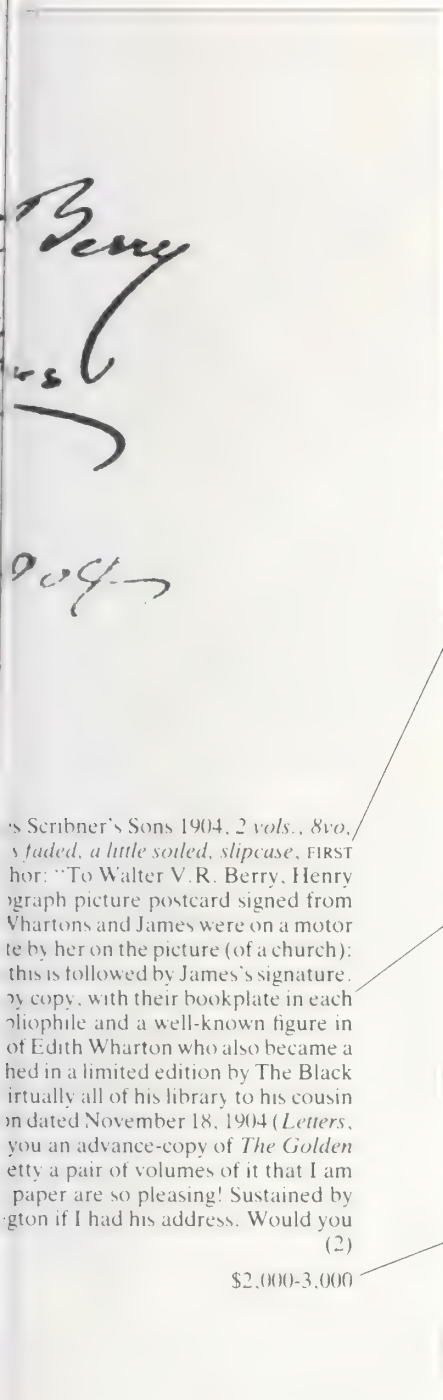 Berry
904
's Scribner's Sons 1904, 2 vols., 8vo,
s faded, a little soiled, slipcase, FIRST
hor: "To Walter V.R. Berry, Henry
ograph picture postcard signed from
Whartons and James were on a motor
te by her on the picture (of a church):
this is followed by James's signature.
by copy, with their bookplate in each
bliophile and a well-known figure in
of Edith Wharton who also became a
hed in a limited edition by The Black
irtually all of his library to his cousin
on dated November 18, 1904 (Letters,
you an advance-copy of The Golden
etty a pair of volumes of it that I am
paper are so pleasing! Sustained by
gton if I had his address. Would you
(2)
$2,000-3,000